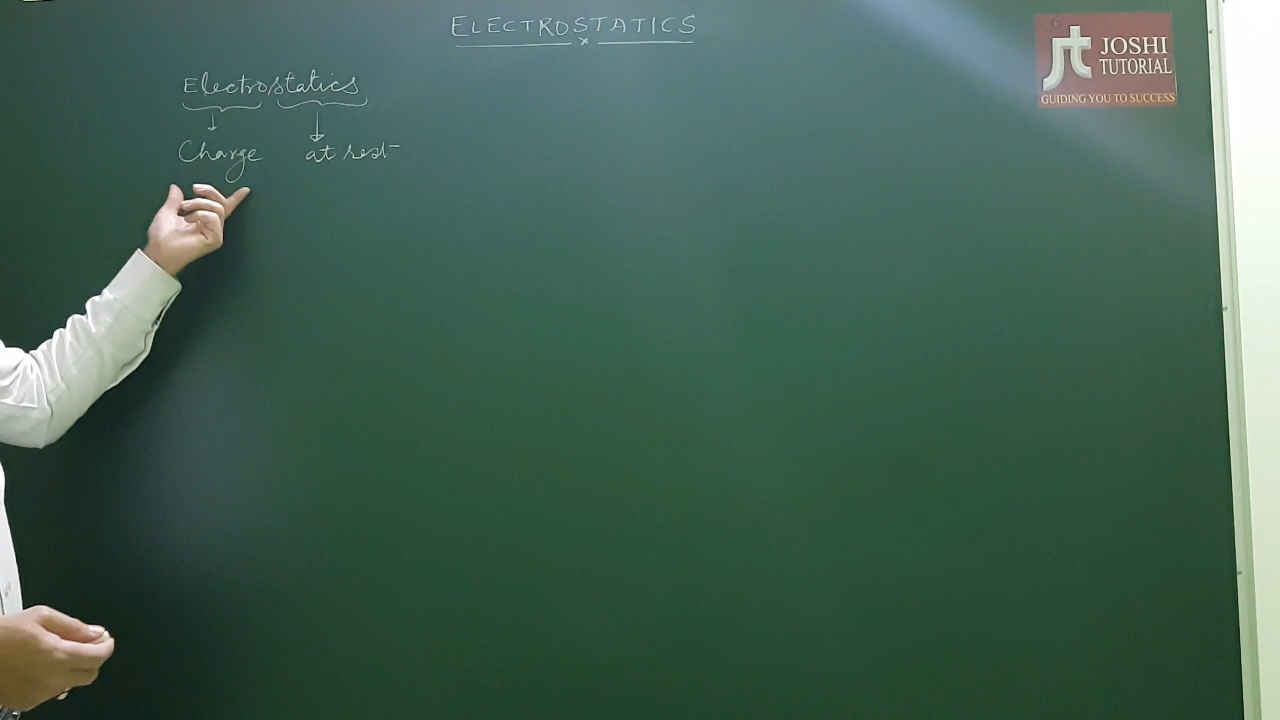 ELECTROSTATICS
Electrostatics
Charge at rest
JOSHI
TUTORIAL
GUIDING YOU TO SUCCESS